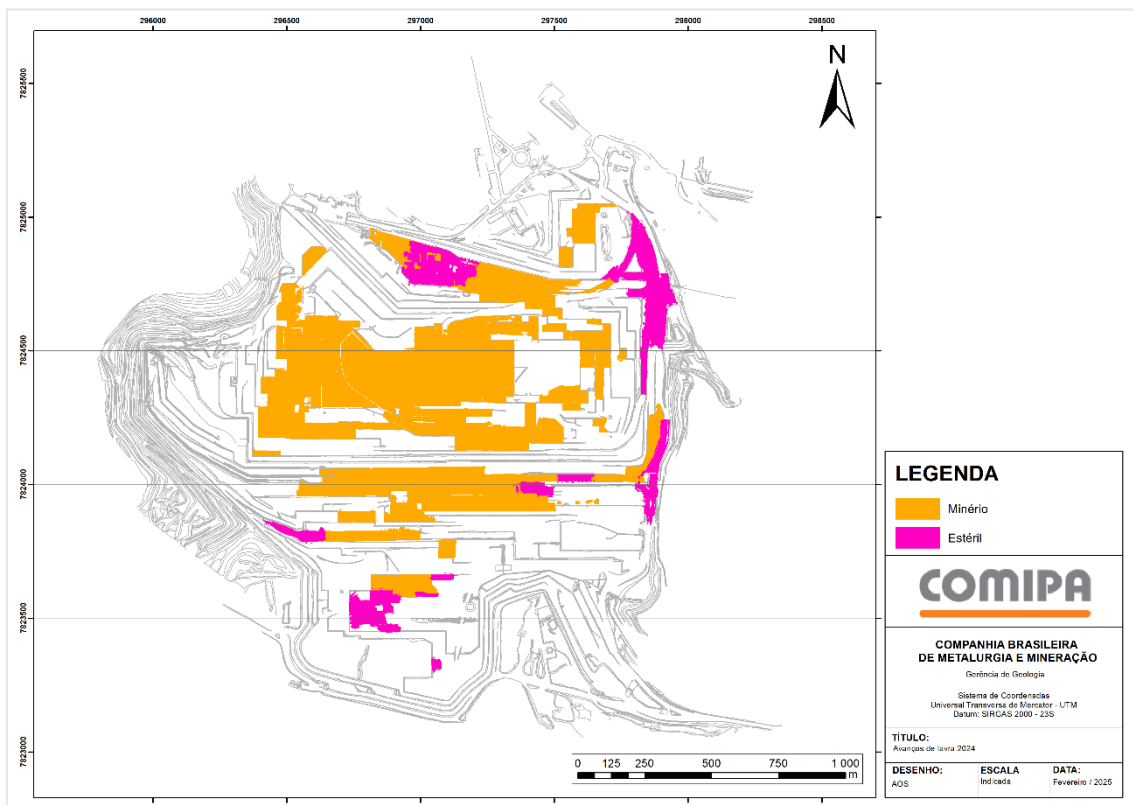 296000 296500 297000 297500 298000 298500
N
7825500
7825000
7824500
7824000
7823500
7823000
0 125 250 500 750 1 000
m
LEGENDA
Minério
Estéril
COMIPA
COMPANHIA BRASILEIRA
DE METALURGIA E MINERAÇÃO
Gerência de Geologia
Sistema de Coordenadas
Universal Transversa de Mercator - UTM
Datum: SIRGAS 2000 - 23S
TÍTULO:
Avanços de lavra 2024
DESENHO: ESCALA DATA:
AOS Indicada Fevereiro / 2025